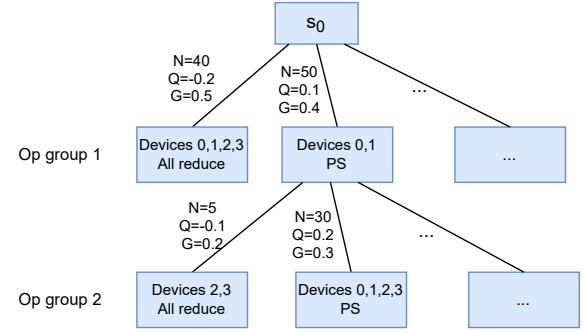 s0
N=40
Q=-0.2
G=0.5
N=50
Q=0.1
G=0.4
...
Op group 1
Devices 0,1,2,3
All reduce
Devices 0,1
PS
...
N=5
Q=-0.1
G=0.2
N=30
Q=0.2
G=0.3
...
Op group 2
Devices 2,3
All reduce
Devices 0,1,2,3
PS
...